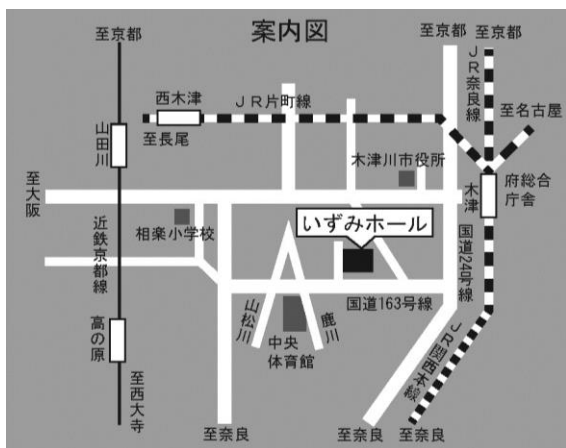 案内図
至京都
至京都
至京都
西木津
JR片町線
JR奈良線
至長尾
至名古屋
山田川
木津川市役所
木津
府総合
庁舎
至大阪
相楽小学校
いずみホール
近鉄京都線
国道24号線
国道163号線
山松川
鹿川
中央
体育館
高の原
JR関西本線
至西大寺
至奈良
至奈良
至奈良